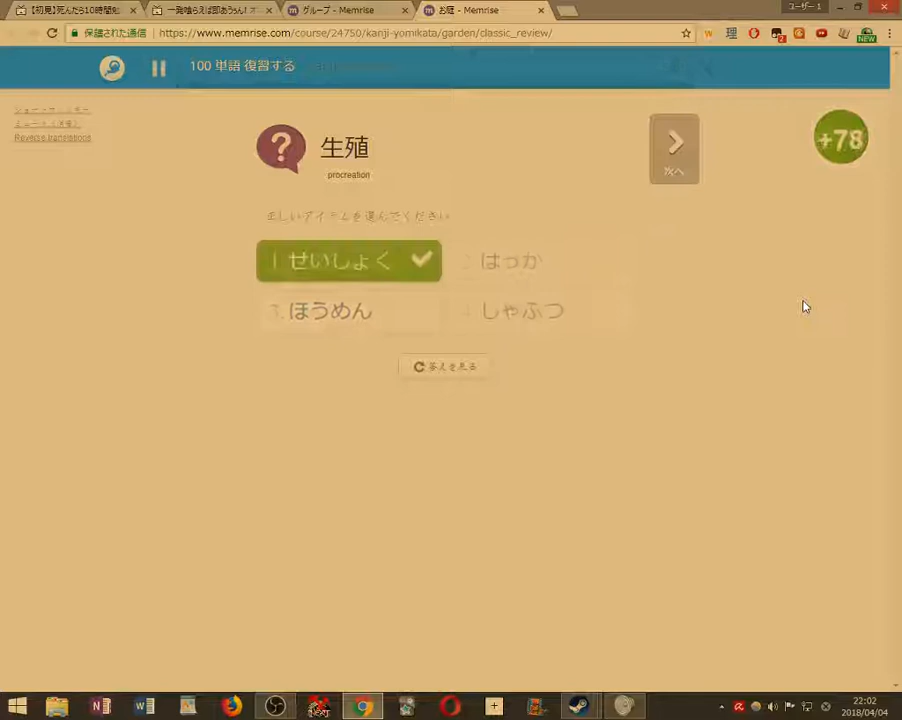 【初見】死んだら10時間耐
一発喰らえば即あうん! オ
グループ - Memrise
お庭 - Memrise
ユーザー 1
保護された通信
https://www.memrise.com/course/24750/kanji-yomikata/garden/classic_review/
100 単語 復習する
Reverse translations
生殖
procreation
次へ
+78
正しいアイテムを選んでください
1. せいしょく
2. はっか
3. ほうめん
4. しゃぶつ
答えを見る
22:02
2018/04/04